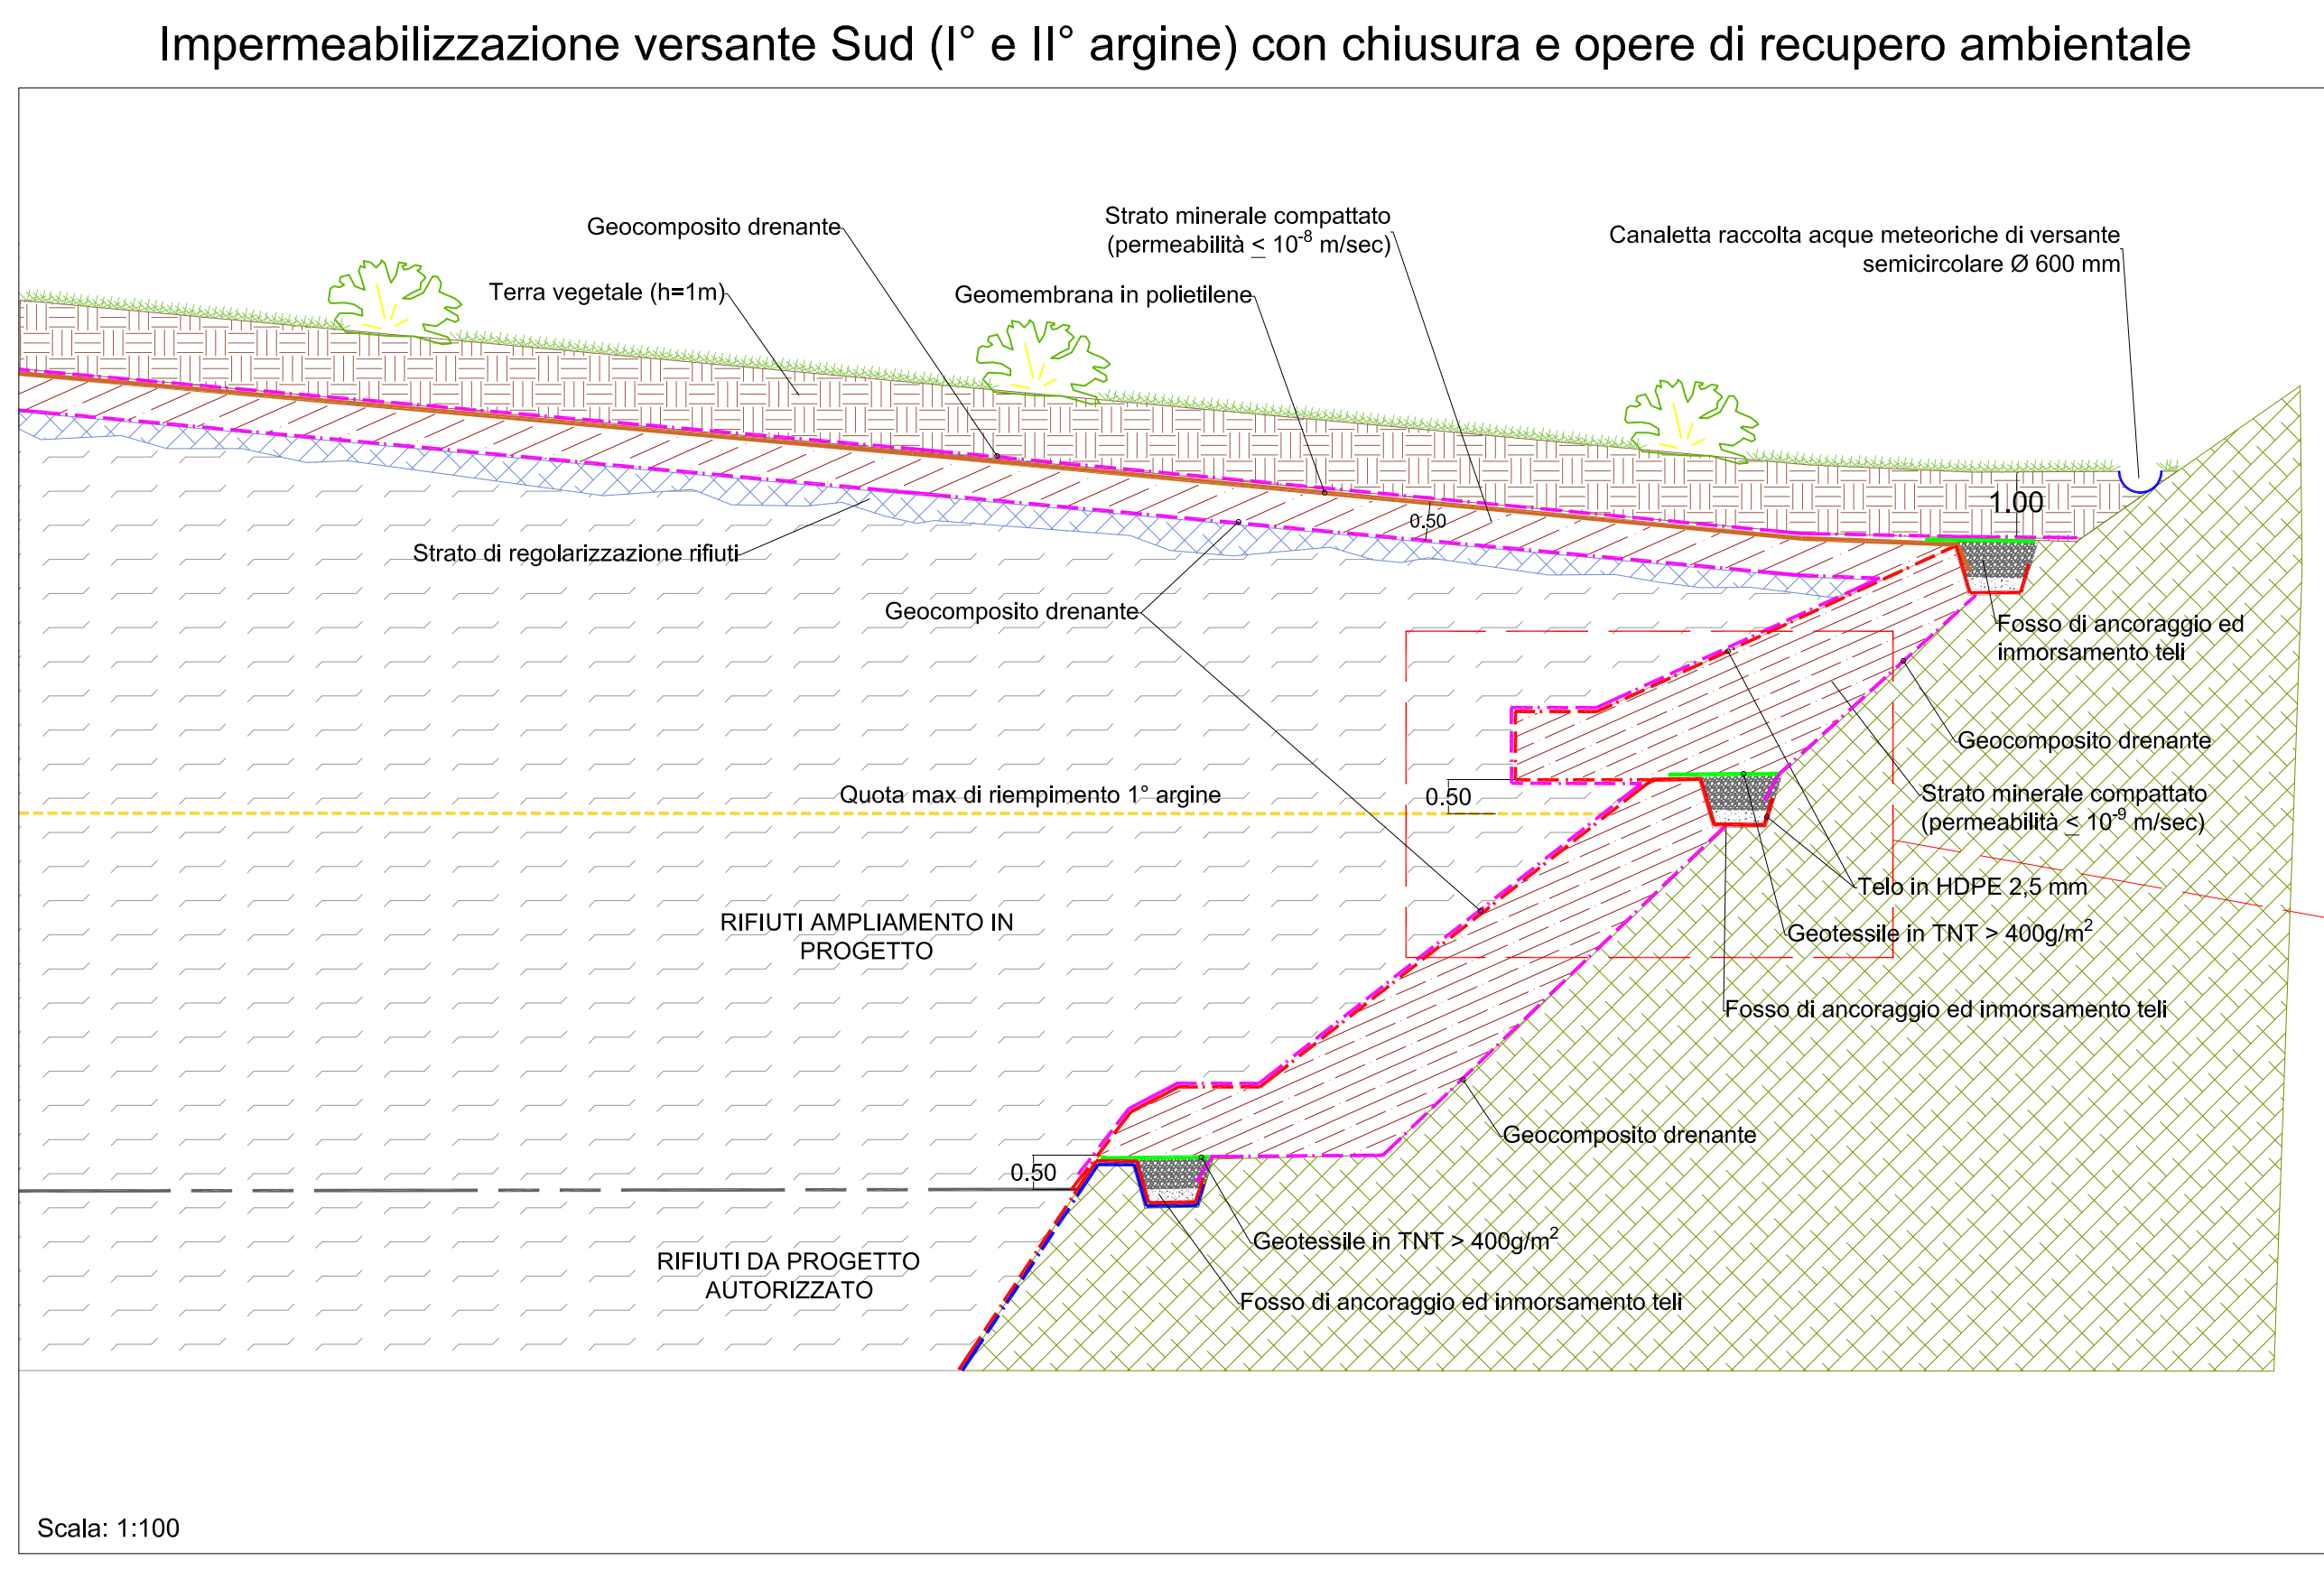 Impermeabilizzazione versante Sud (I° e II° argine) con chiusura e opere di recupero ambientale
Geocomposito drenante
Strato minerale compattato
(permeabilità ≤ 10⁻⁸ m/sec)
Canaletta raccolta acque meteoriche di versante
semicircolare Ø 600 mm
Terra vegetale (h=1m)
Geomembrana in polietilene
1.00
0.50
Strato di regolarizzazione rifiuti
Geocomposito drenante
Fosso di ancoraggio ed
inmorsamento teli
Geocomposito drenante
Quota max di riempimento 1° argine
0.50
Strato minerale compattato
(permeabilità ≤ 10⁻⁹ m/sec)
Telo in HDPE 2,5 mm
RIFIUTI AMPLIAMENTO IN
PROGETTO
Geotessile in TNT > 400g/m²
Fosso di ancoraggio ed inmorsamento teli
Geocomposito drenante
0.50
Geotessile in TNT > 400g/m²
RIFIUTI DA PROGETTO
AUTORIZZATO
Fosso di ancoraggio ed inmorsamento teli
Scala: 1:100